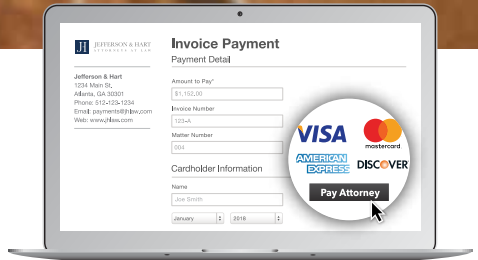 JH JEFFERSON & HART
ATTORNEYS AT LAW
Jefferson & Hart
1234 Main St,
Atlanta, GA 30301
Phone: 512-123-1234
Email: payments@jhlaw.com
Web: www.jhlaw.com
Invoice Payment
Payment Detail
Amount to Pay*
$1,152.00
Invoice Number
123-A
Matter Number
004
Cardholder Information
Name
Joe Smith
January 2016
VISA mastercard.
AMERICAN EXPRESS DISCOVER
Pay Attorney